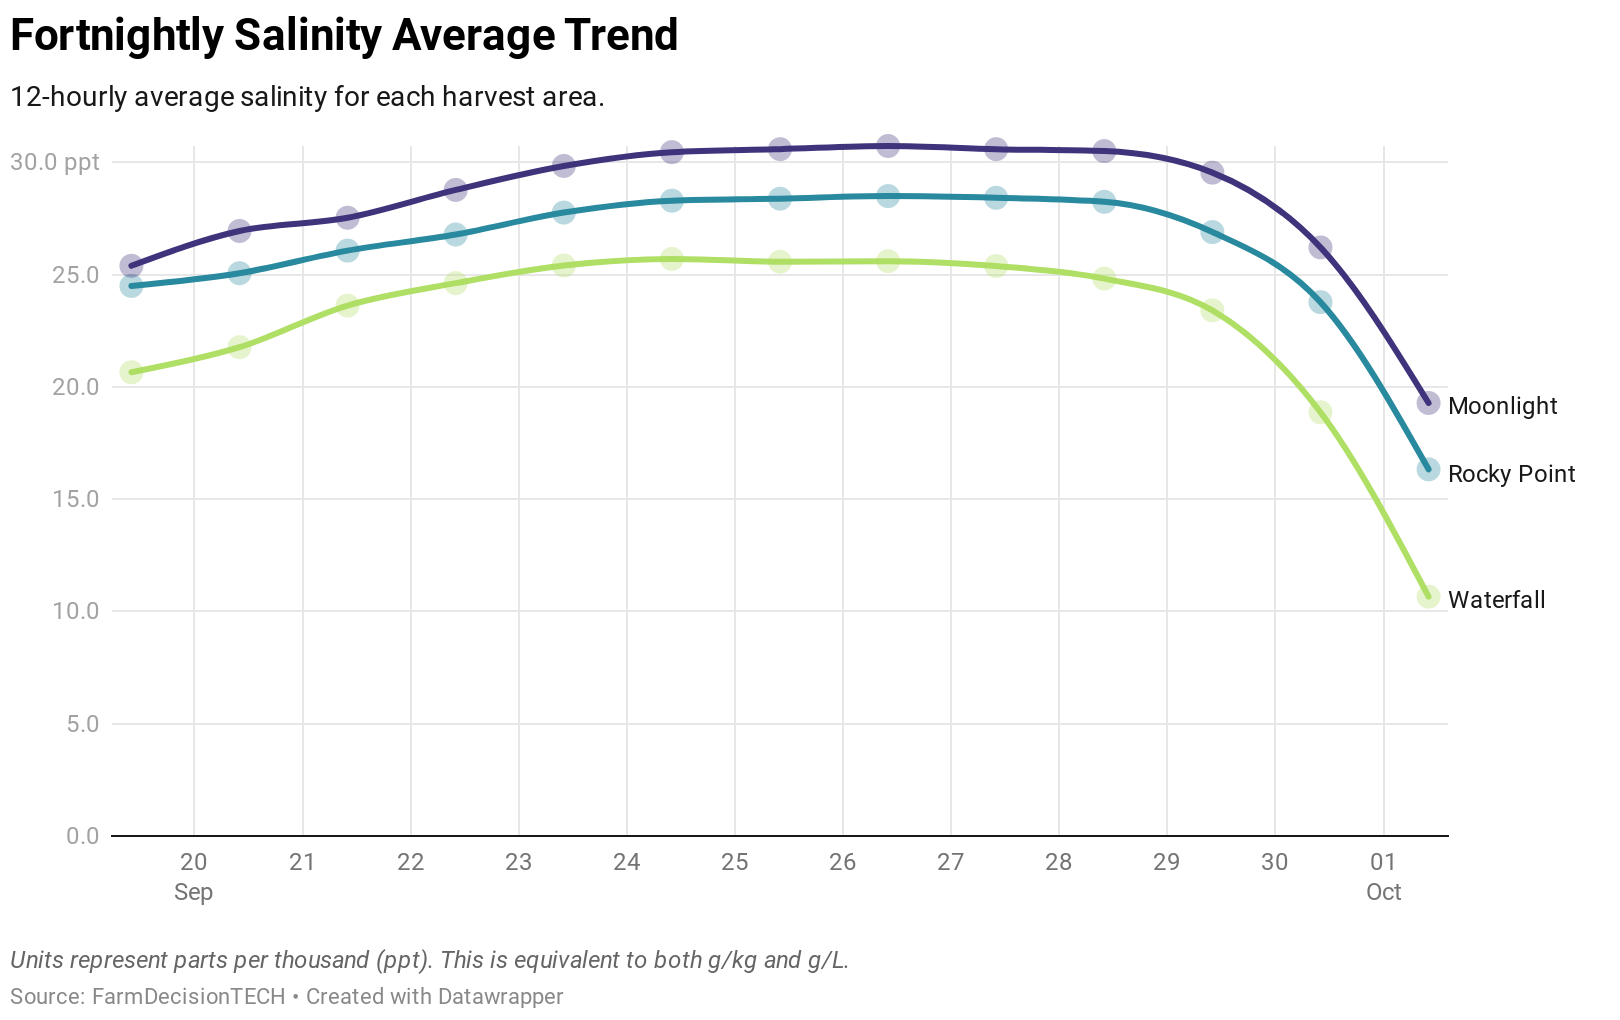 Fortnightly Salinity Average Trend
12-hourly average salinity for each harvest area.
30.0 ppt
25.0
20.0
15.0
10.0
5.0
0.0
Moonlight
Rocky Point
Waterfall
20 21 22 23 24 25 26 27 28 29 30 01
Sep Oct
Units represent parts per thousand (ppt). This is equivalent to both g/kg and g/L.
Source: FarmDecisionTECH • Created with Datawrapper